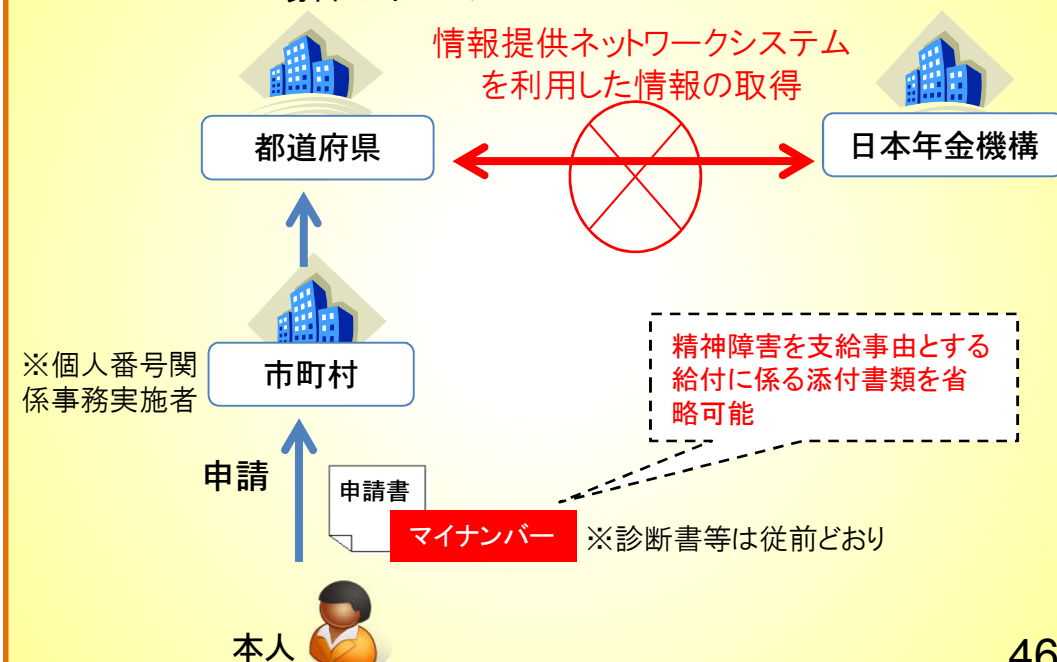 情報提供ネットワークシステム
を利用した情報の取得
都道府県
日本年金機構
市町村
※個人番号関
係事務実施者
精神障害を支給事由とする
給付に係る添付書類を省
略可能
申請
申請書
マイナンバー
※診断書等は従前どおり
本人
46